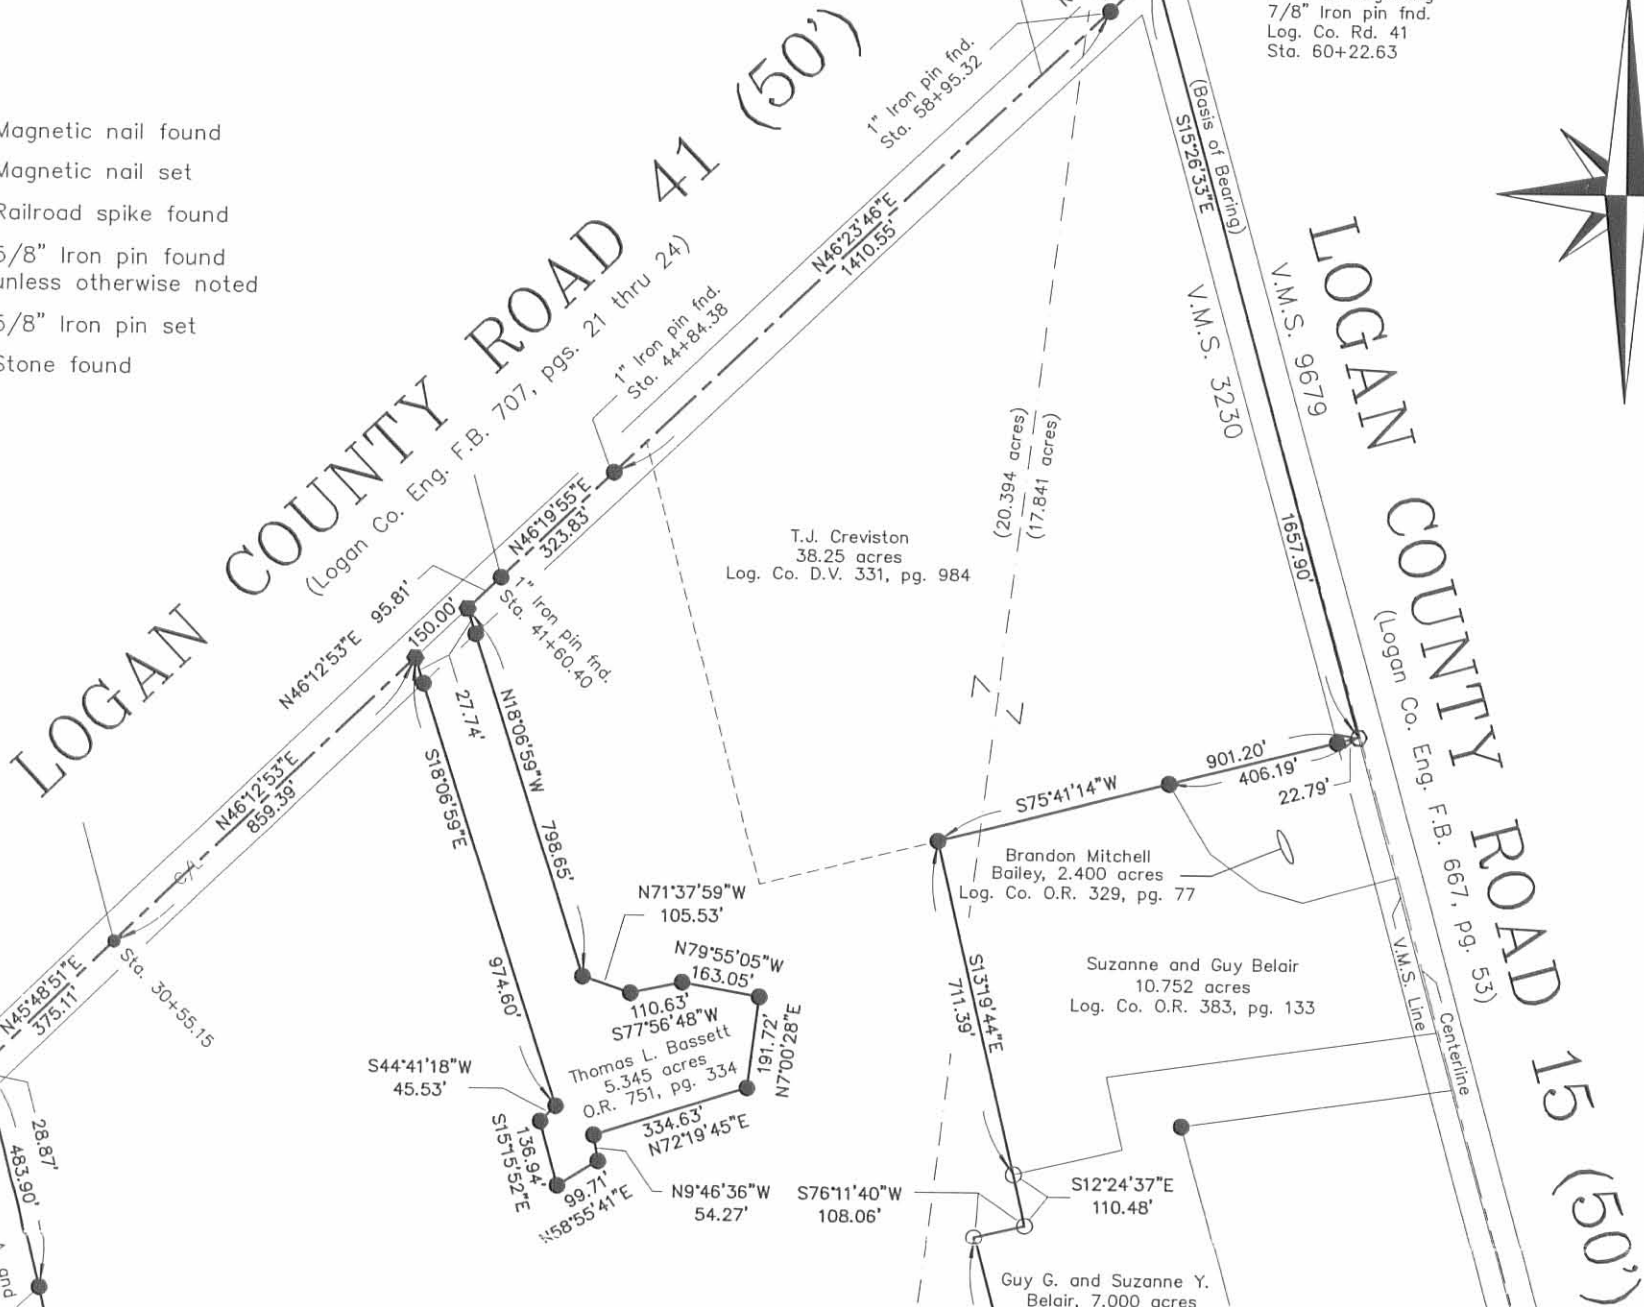 Magnetic nail found
Magnetic nail set
Railroad spike found
5/8" Iron pin found
unless otherwise noted
5/8" Iron pin set
Stone found
LOGAN COUNTY ROAD 41 (50')
(Logan Co. Eng. F.B. 707, pgs. 21 thru 24)
7/8" Iron pin fnd.
Log. Co. Rd. 41
Sta. 60+22.63
1" Iron pin fnd.
Sta. 58+95.32
N46°23'46"E
1410.55'
1" Iron pin fnd.
Sta. 44+84.38
N46°19'55"E
323.83'
1" Iron pin fnd.
Sta. 41+60.40
N46°12'53"E 95.81'
150.00'
27.74'
N46°12'53"E
859.39'
C/L
Sta. 30+55.15
N45°48'51"E
375.11'
28.87'
483.90'
and
(Basis of Bearing)
S15°26'33"E
1657.90'
V.M.S. 9679
V.M.S. 3230
LOGAN COUNTY ROAD 15 (50')
(Logan Co. Eng. F.B. 667, pg. 53)
(20.394 acres)
(17.841 acres)
T.J. Creviston
38.25 acres
Log. Co. D.V. 331, pg. 984
Z
N18°06'59"W
798.65'
S18°06'59"E
974.60'
N71°37'59"W
105.53'
N79°55'05"W
163.05'
110.63'
S77°56'48"W
191.72'
N7°00'28"E
Thomas L. Bassett
5.345 acres
O.R. 751, pg. 334
334.63'
N72°19'45"E
S44°41'18"W
45.53'
136.94'
S15°15'52"E
99.71'
N58°55'41"E
N9°46'36"W
54.27'
S75°41'14"W
901.20'
406.19'
22.79'
Brandon Mitchell
Bailey, 2.400 acres
Log. Co. O.R. 329, pg. 77
S13°19'44"E
711.39'
Suzanne and Guy Belair
10.752 acres
Log. Co. O.R. 383, pg. 133
V.M.S. Line
Centerline
S76°11'40"W
108.06'
S12°24'37"E
110.48'
Guy G. and Suzanne Y.
Belair, 7.000 acres